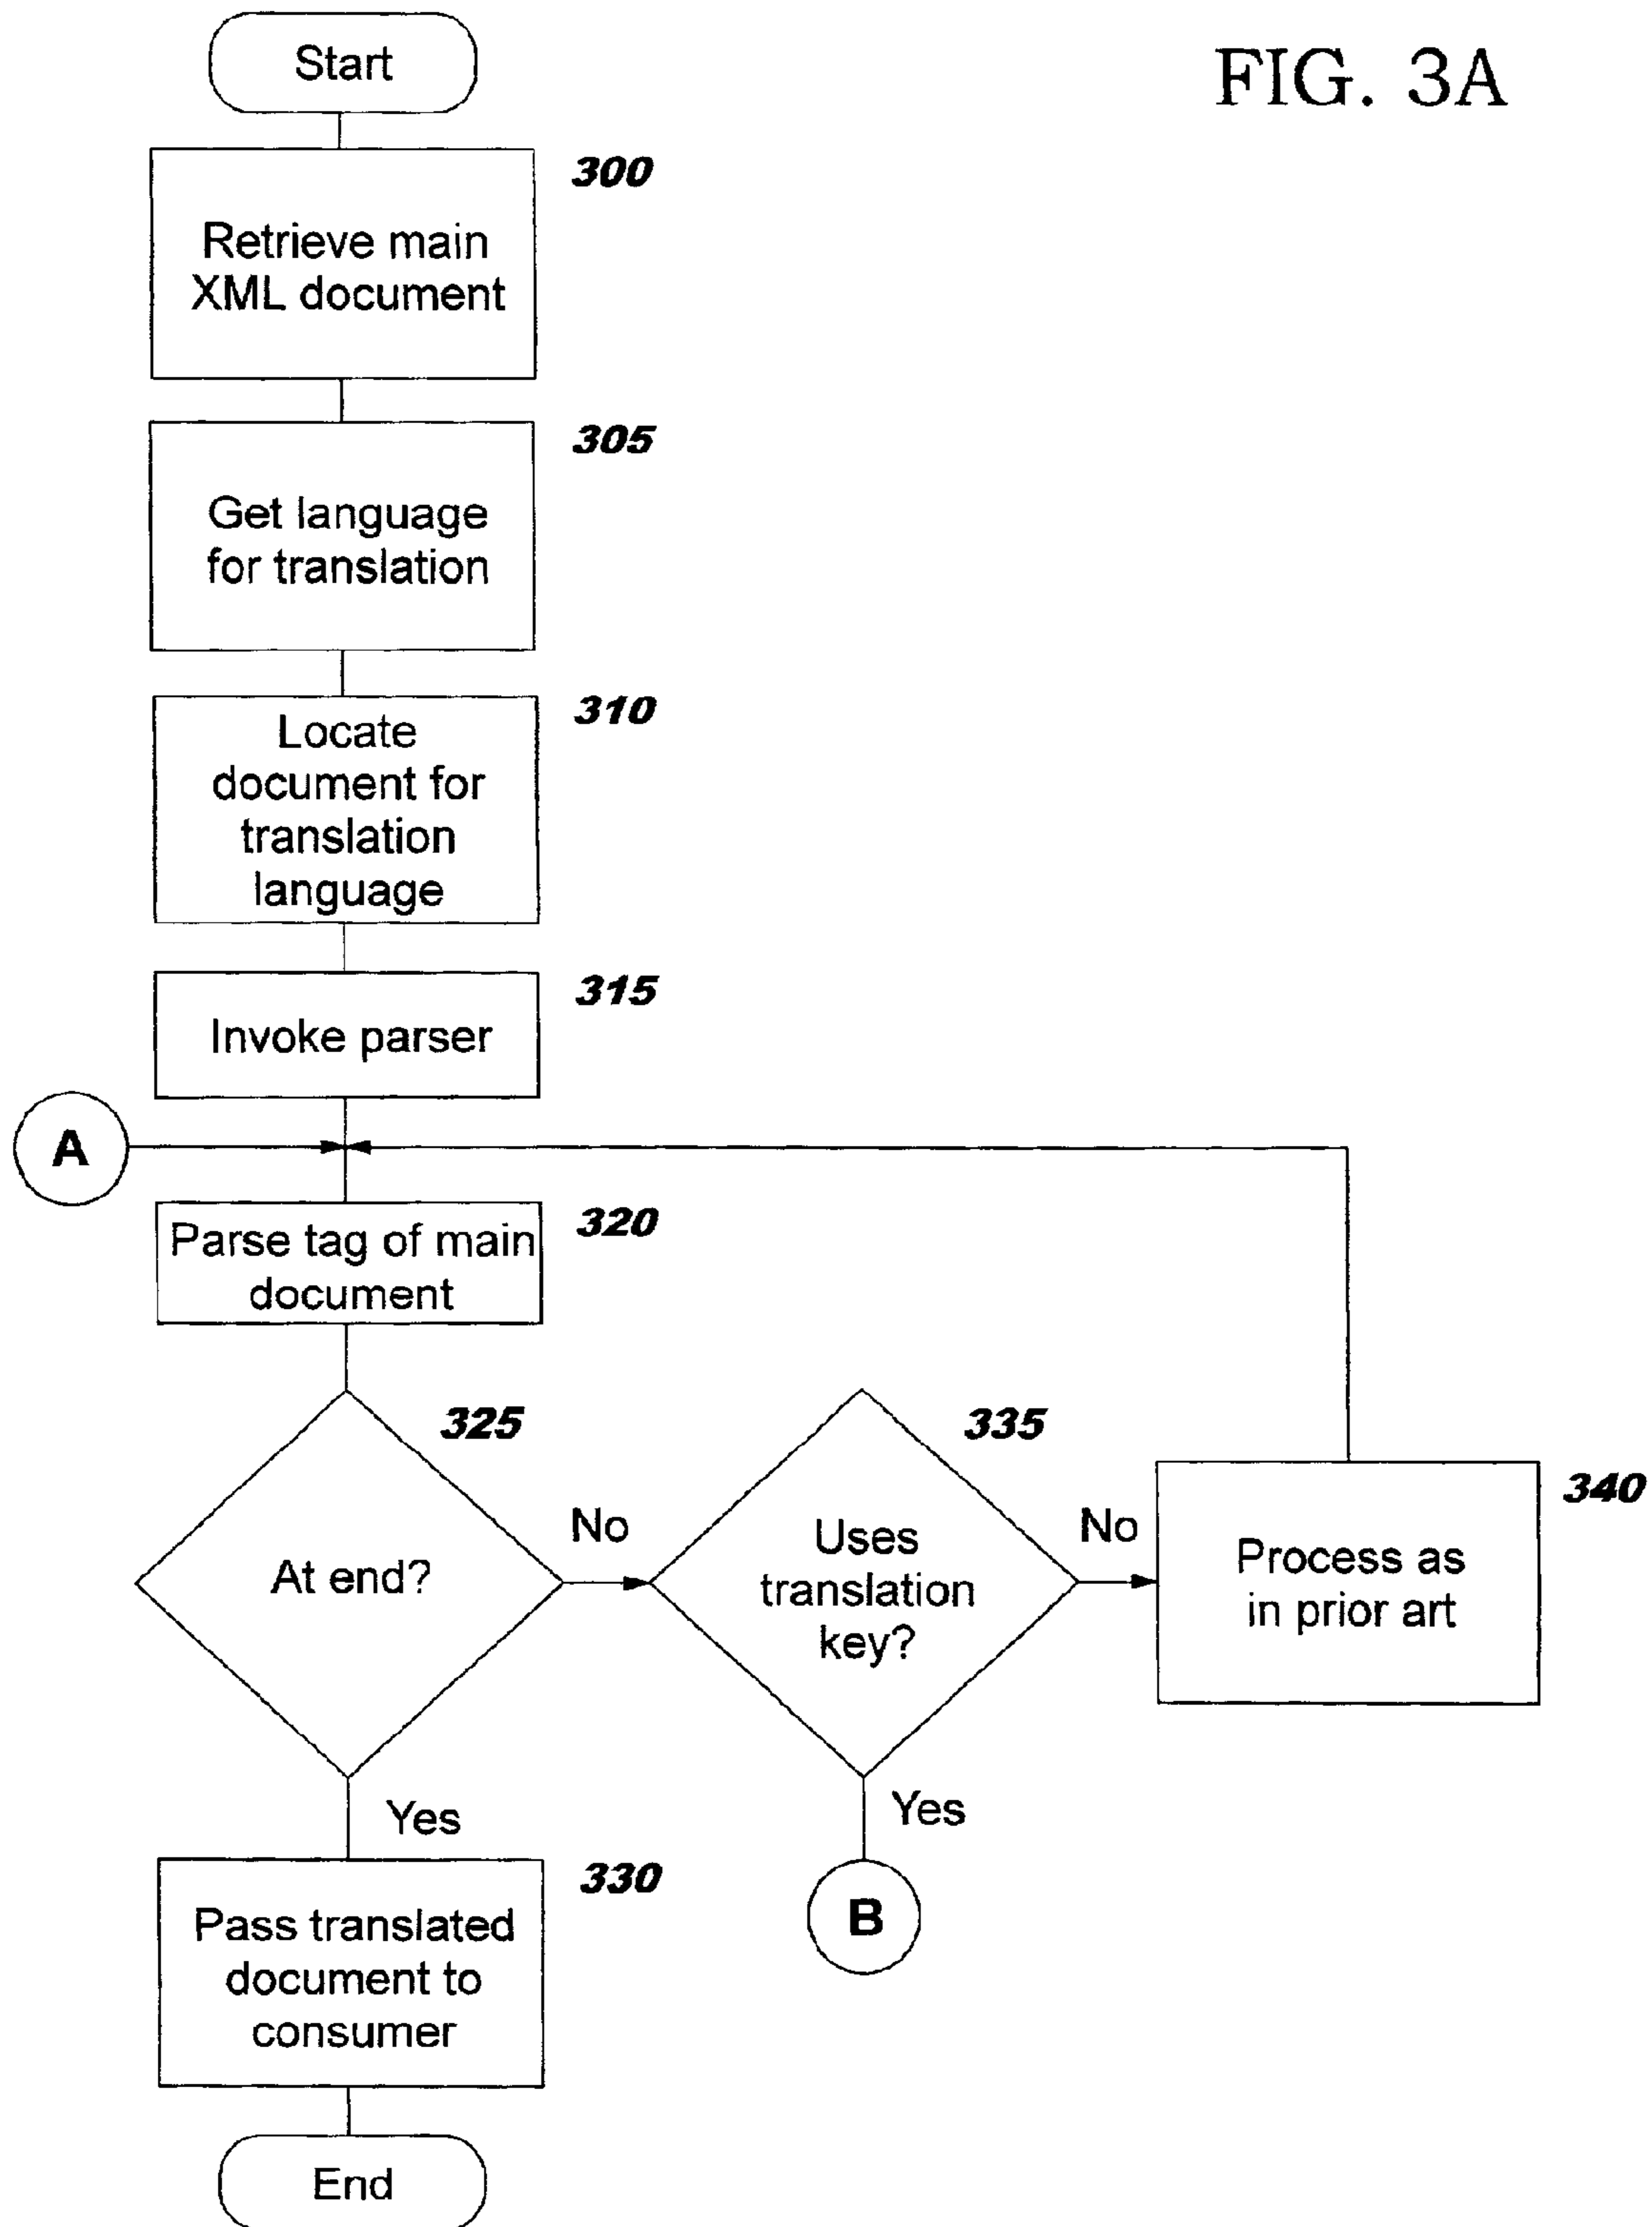 FIG. 3A
Start
300
Retrieve main
XML document
305
Get language
for translation
310
Locate
document for
translation
language
315
Invoke parser
A
320
Parse tag of main
document
325
At end?
No
335
Uses
translation
key?
No
340
Process as
in prior art
Yes
Yes
330
Pass translated
document to
consumer
B
End